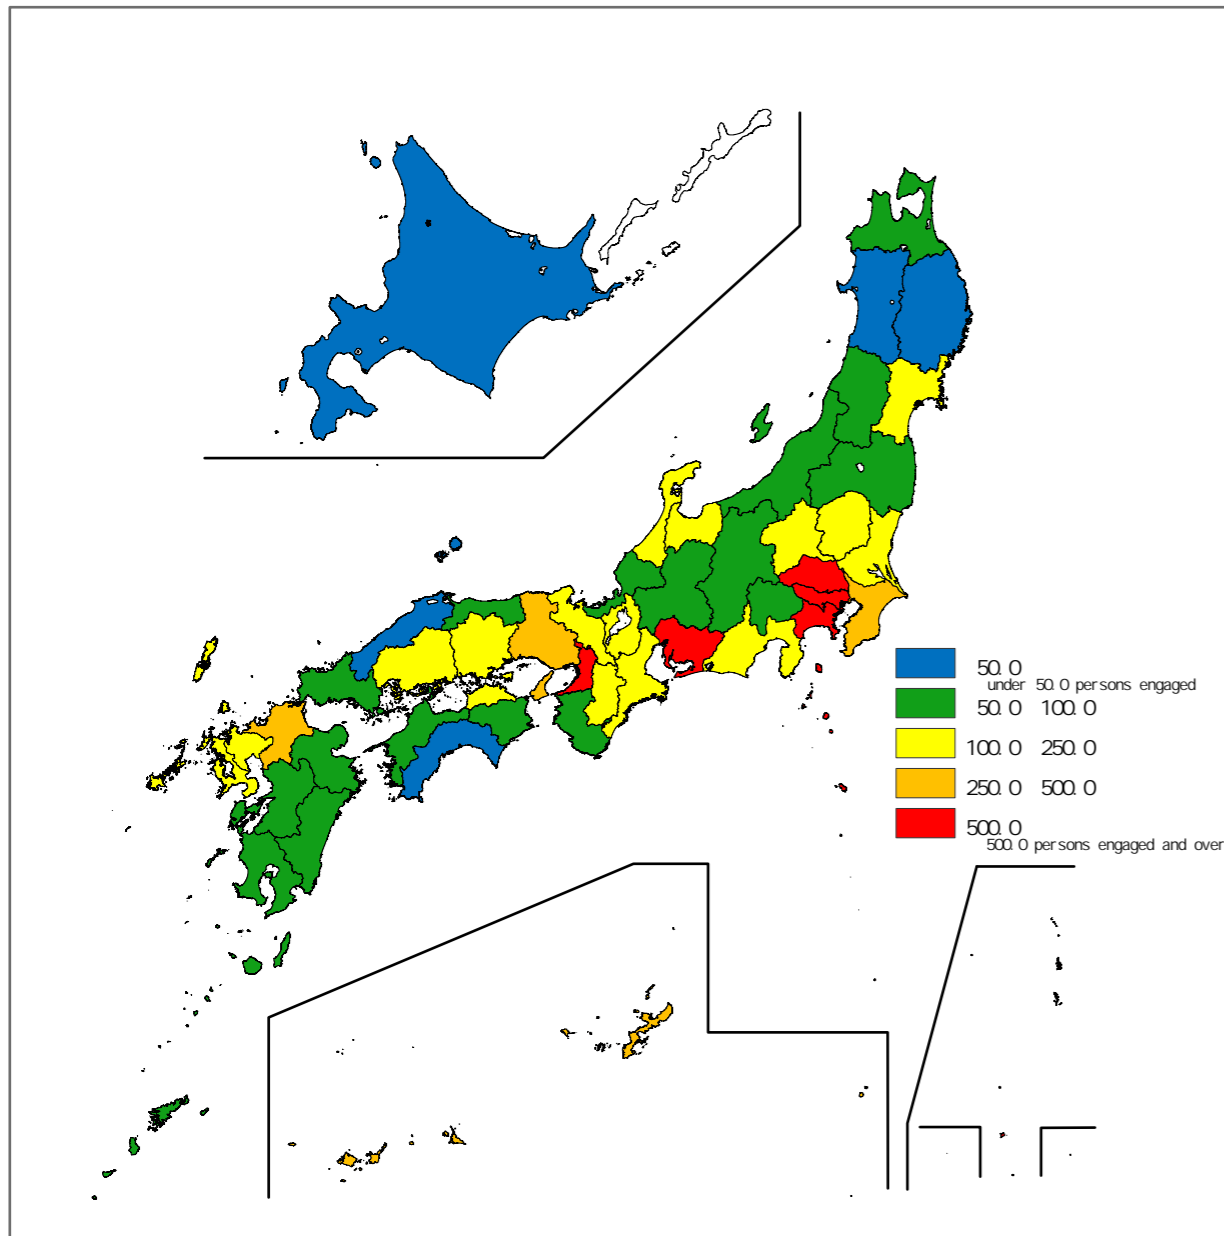 50.0
under 50.0 persons engaged
50.0 100.0
100.0 250.0
250.0 500.0
500.0
500.0 persons engaged and over